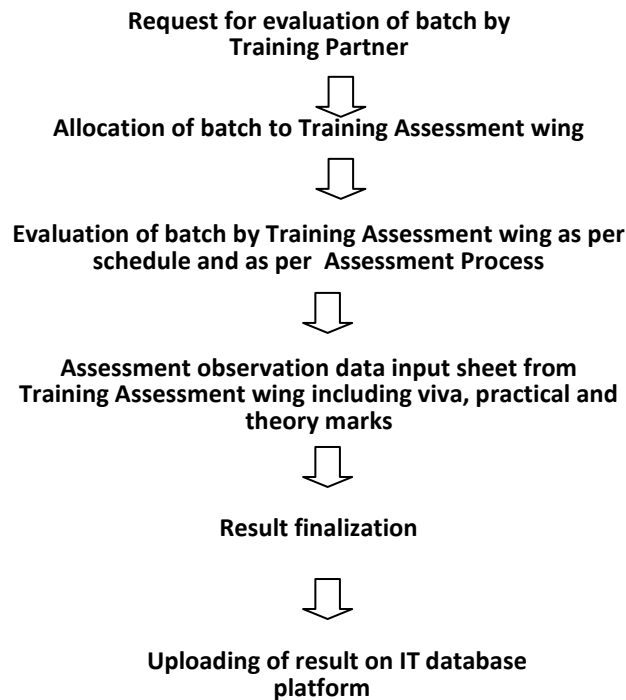 Request for evaluation of batch by
Training Partner
Allocation of batch to Training Assessment wing
Evaluation of batch by Training Assessment wing as per
schedule and as per Assessment Process
Assessment observation data input sheet from
Training Assessment wing including viva, practical and
theory marks
Result finalization
Uploading of result on IT database
platform